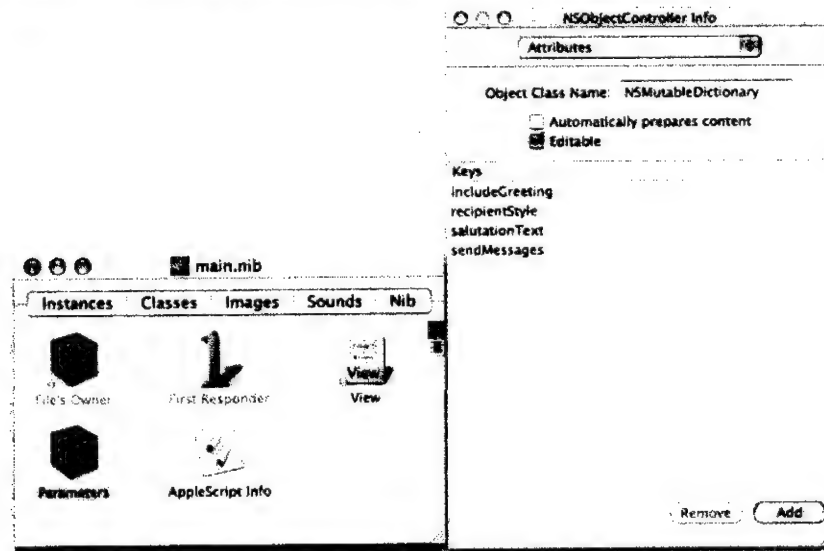 NSObjectController Info
Attributes
Object Class Name: NSMutableDictionary
Automatically prepares content
Editable
Keys
includeGreeting
recipientStyle
salutationText
sendMessages
Remove Add
main.nib
Instances Classes Images Sounds Nib
View
File's Owner First Responder View
Parameters AppleScript Info